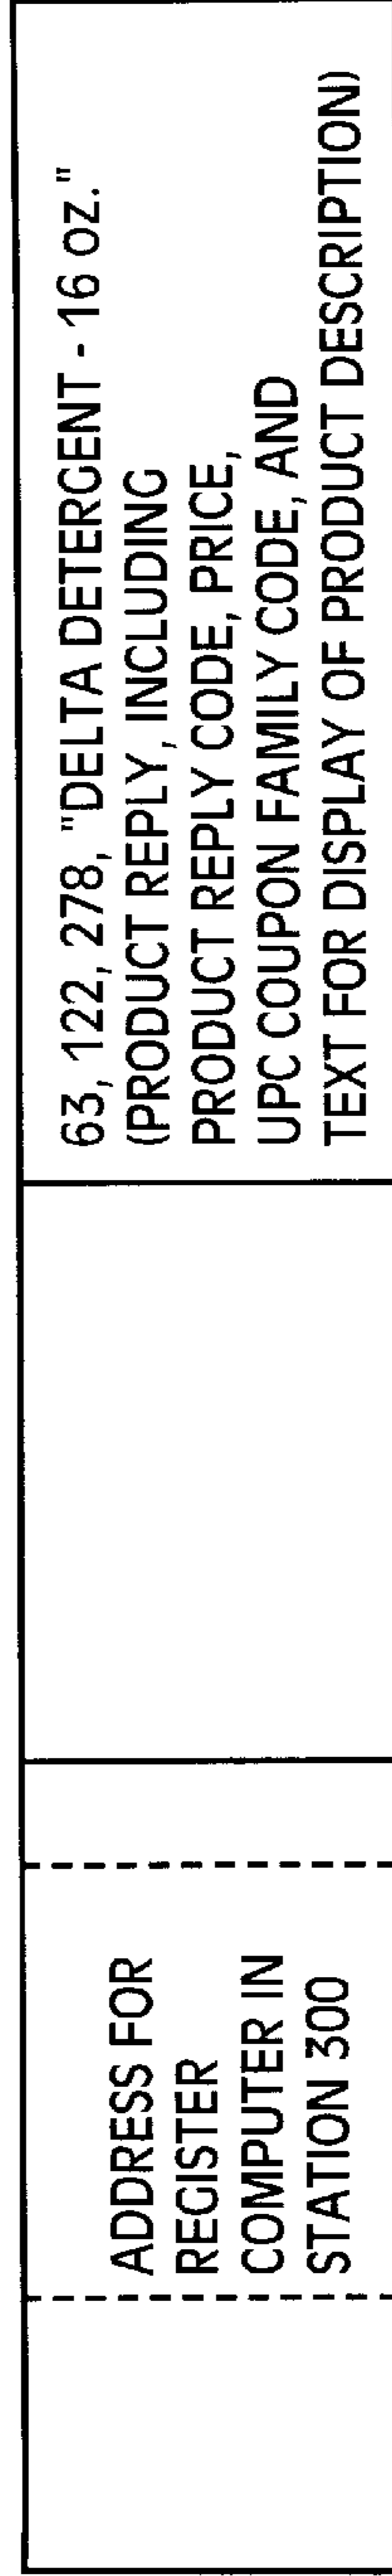 ADDRESS FOR
REGISTER
COMPUTER IN
STATION 300
63, 122, 278, "DELTA DETERGENT - 16 oz."
(PRODUCT REPLY, INCLUDING
PRODUCT REPLY CODE, PRICE,
UPC COUPON FAMILY CODE, AND
TEXT FOR DISPLAY OF PRODUCT DESCRIPTION)